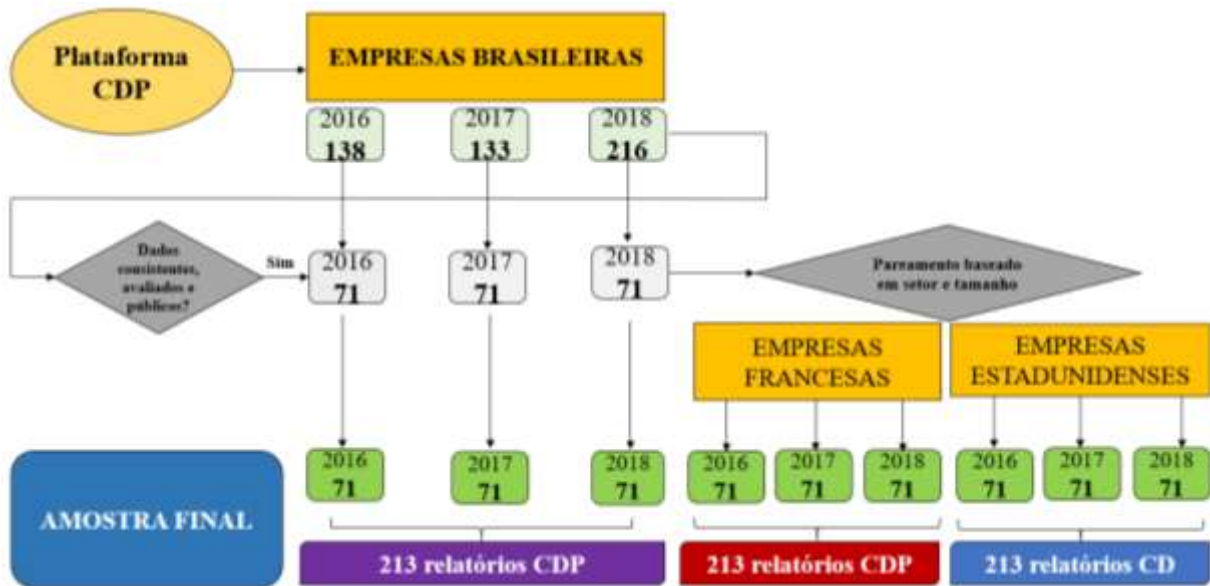 Plataforma
CDP
EMPRESAS BRASILEIRAS
2016
138
2017
133
2018
216
Dados
consistentes,
avaliados e
públicos?
Sim
2016
71
2017
71
2018
71
Pareamento baseado
em setor e tamanho
EMPRESAS
FRANCESAS
EMPRESAS
ESTADUNIDENSES
AMOSTRA FINAL
2016
71
2017
71
2018
71
2016
71
2017
71
2018
71
2016
71
2017
71
2018
71
213 relatórios CDP
213 relatórios CDP
213 relatórios CD